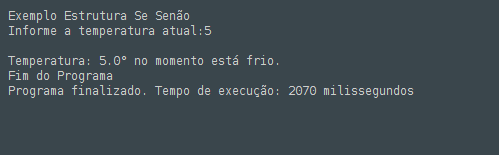 Exemplo Estrutura Se Senão
Informe a temperatura atual:5
Temperatura: 5.0° no momento está frio.
Fim do Programa
Programa finalizado. Tempo de execução: 2070 milissegundos